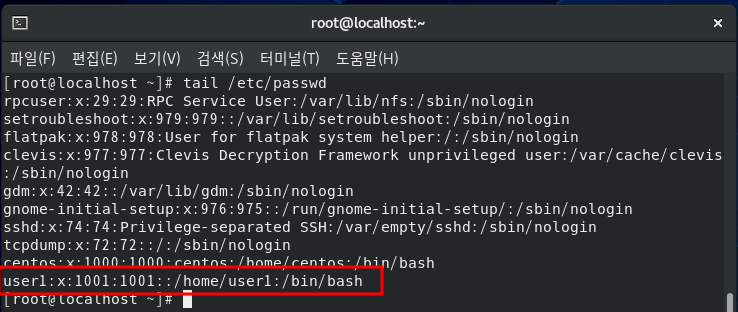 root@localhost:~
파일(F) 편집(E) 보기(V) 검색(S) 터미널(T) 도움말(H)
[root@localhost ~]# tail /etc/passwd
rpcuser:x:29:29:RPC Service User:/var/lib/nfs:/sbin/nologin
setroubleshoot:x:979:979::/var/lib/setroubleshoot:/sbin/nologin
flatpak:x:978:978:User for flatpak system helper:/:/sbin/nologin
clevis:x:977:977:Clevis Decryption Framework unprivileged user:/var/cache/clevis
:/sbin/nologin
gdm:x:42:42::/var/lib/gdm:/sbin/nologin
gnome-initial-setup:x:976:975::/run/gnome-initial-setup/:/sbin/nologin
sshd:x:74:74:Privilege-separated SSH:/var/empty/sshd:/sbin/nologin
tcpdump:x:72:72::/:/sbin/nologin
centos:x:1000:1000:centos:/home/centos:/bin/bash
user1:x:1001:1001::/home/user1:/bin/bash
[root@localhost ~]#